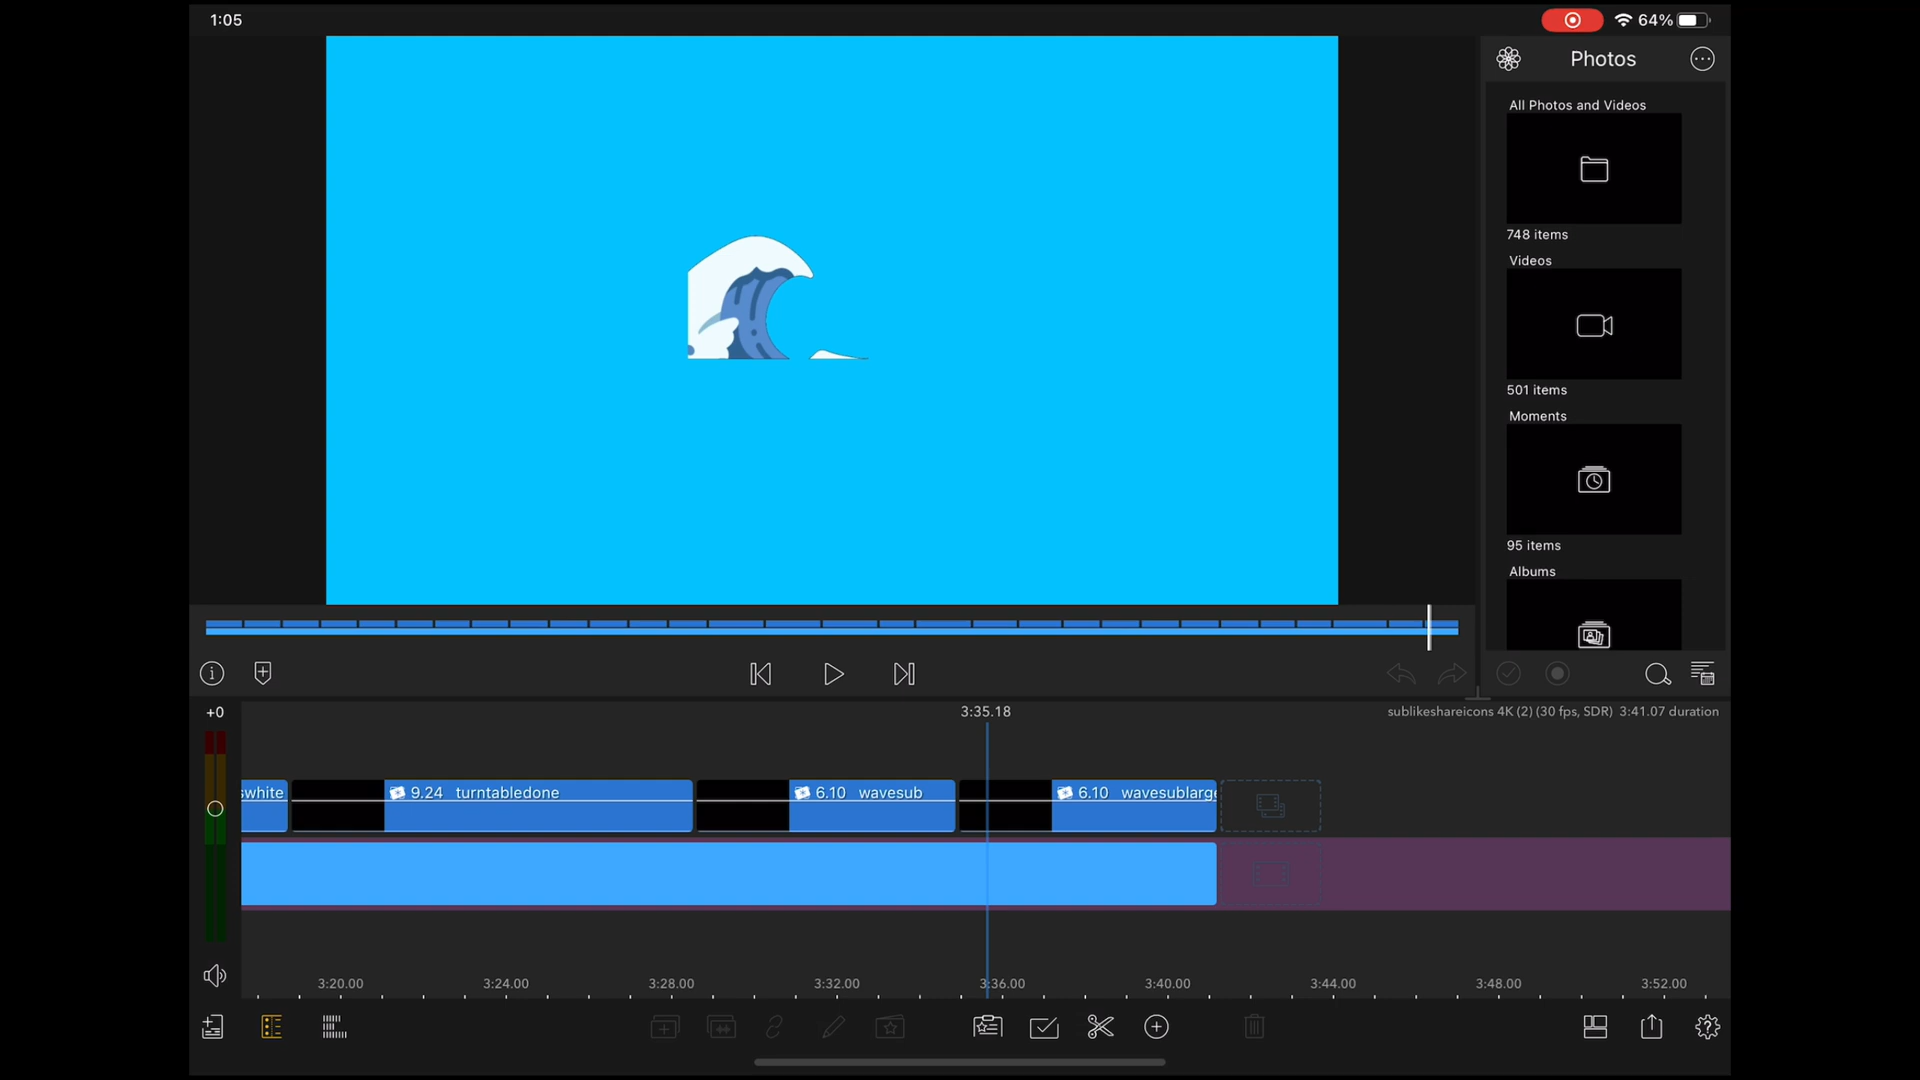 1:05
64%
Photos
All Photos and Videos
748 items
Videos
501 items
Moments
95 items
Albums
+0
3:35.18
sublikeshareicons 4K (2) (30 fps, SDR) 3:41.07 duration
swhite
9.24 turntabledone
6.10 wavesub
6.10 wavesublarge
3:20.00
3:24.00
3:28.00
3:32.00
3:36.00
3:40.00
3:44.00
3:48.00
3:52.00